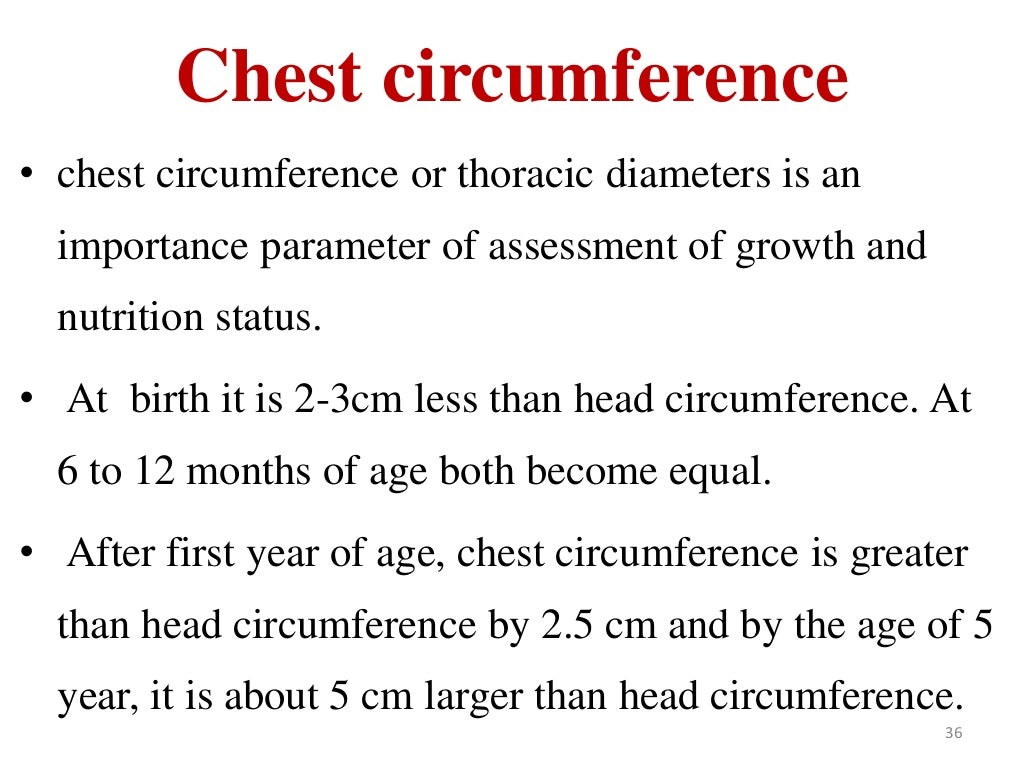 Chest circumference
• chest circumference or thoracic diameters is an
importance parameter of assessment of growth and
nutrition status.
• At  birth it is 2-3cm less than head circumference. At
6 to 12 months of age both become equal.
• After first year of age, chest circumference is greater
than head circumference by 2.5 cm and by the age of 5
year, it is about 5 cm larger than head circumference.
36